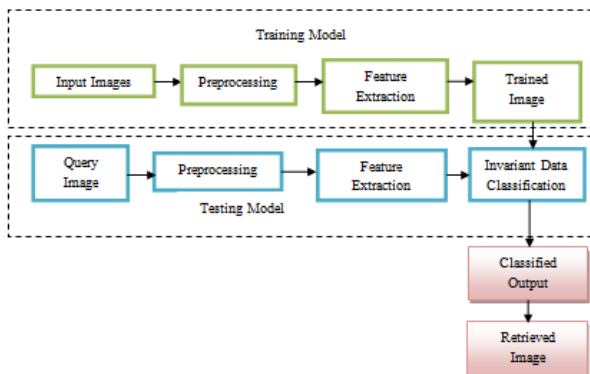 Training Model
Input Images
Preprocessing
Feature
Extraction
Trained
Image
Query
Image
Preprocessing
Feature
Extraction
Invariant Data
Classification
Testing Model
Classified
Output
Retrieved
Image